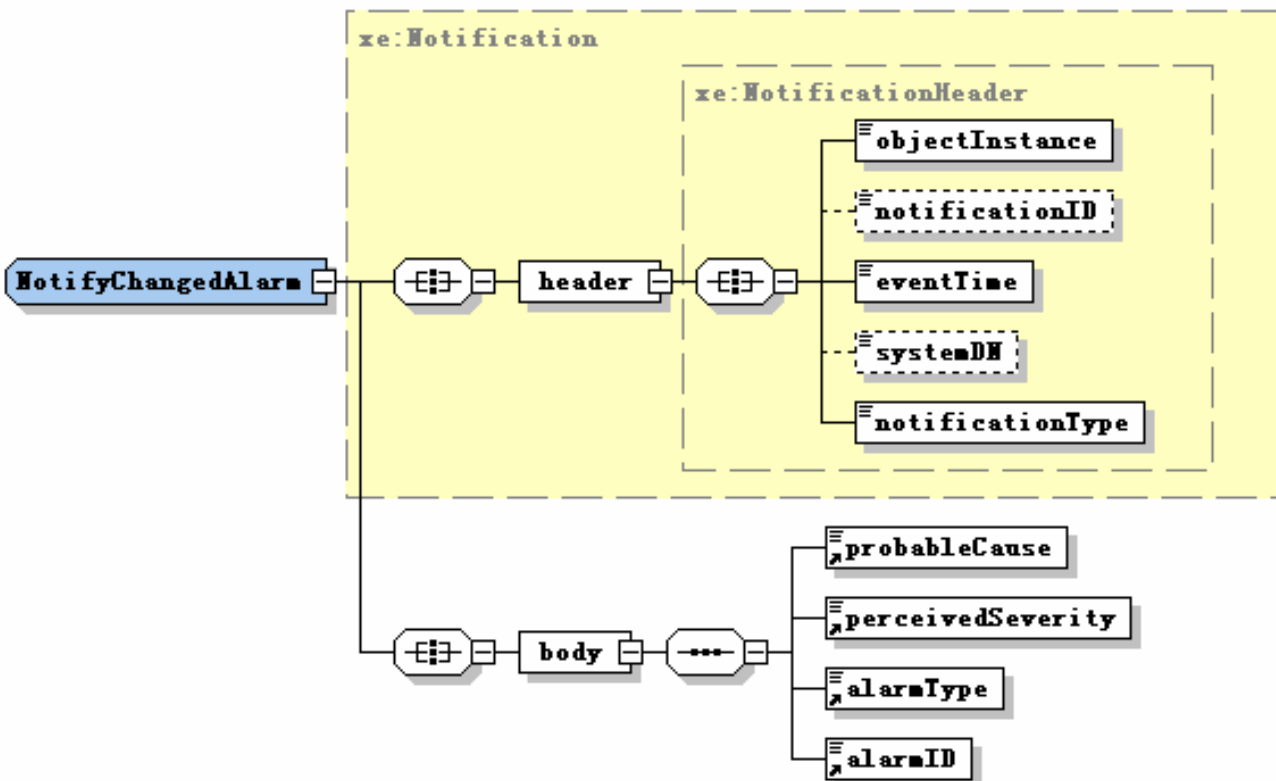 xe:Notification
xe:NotificationHeader
objectInstance
notificationID
NotifyChangedAlarm
header
eventTime
systemDN
notificationType
probableCause
perceivedSeverity
body
alarmType
alarmID